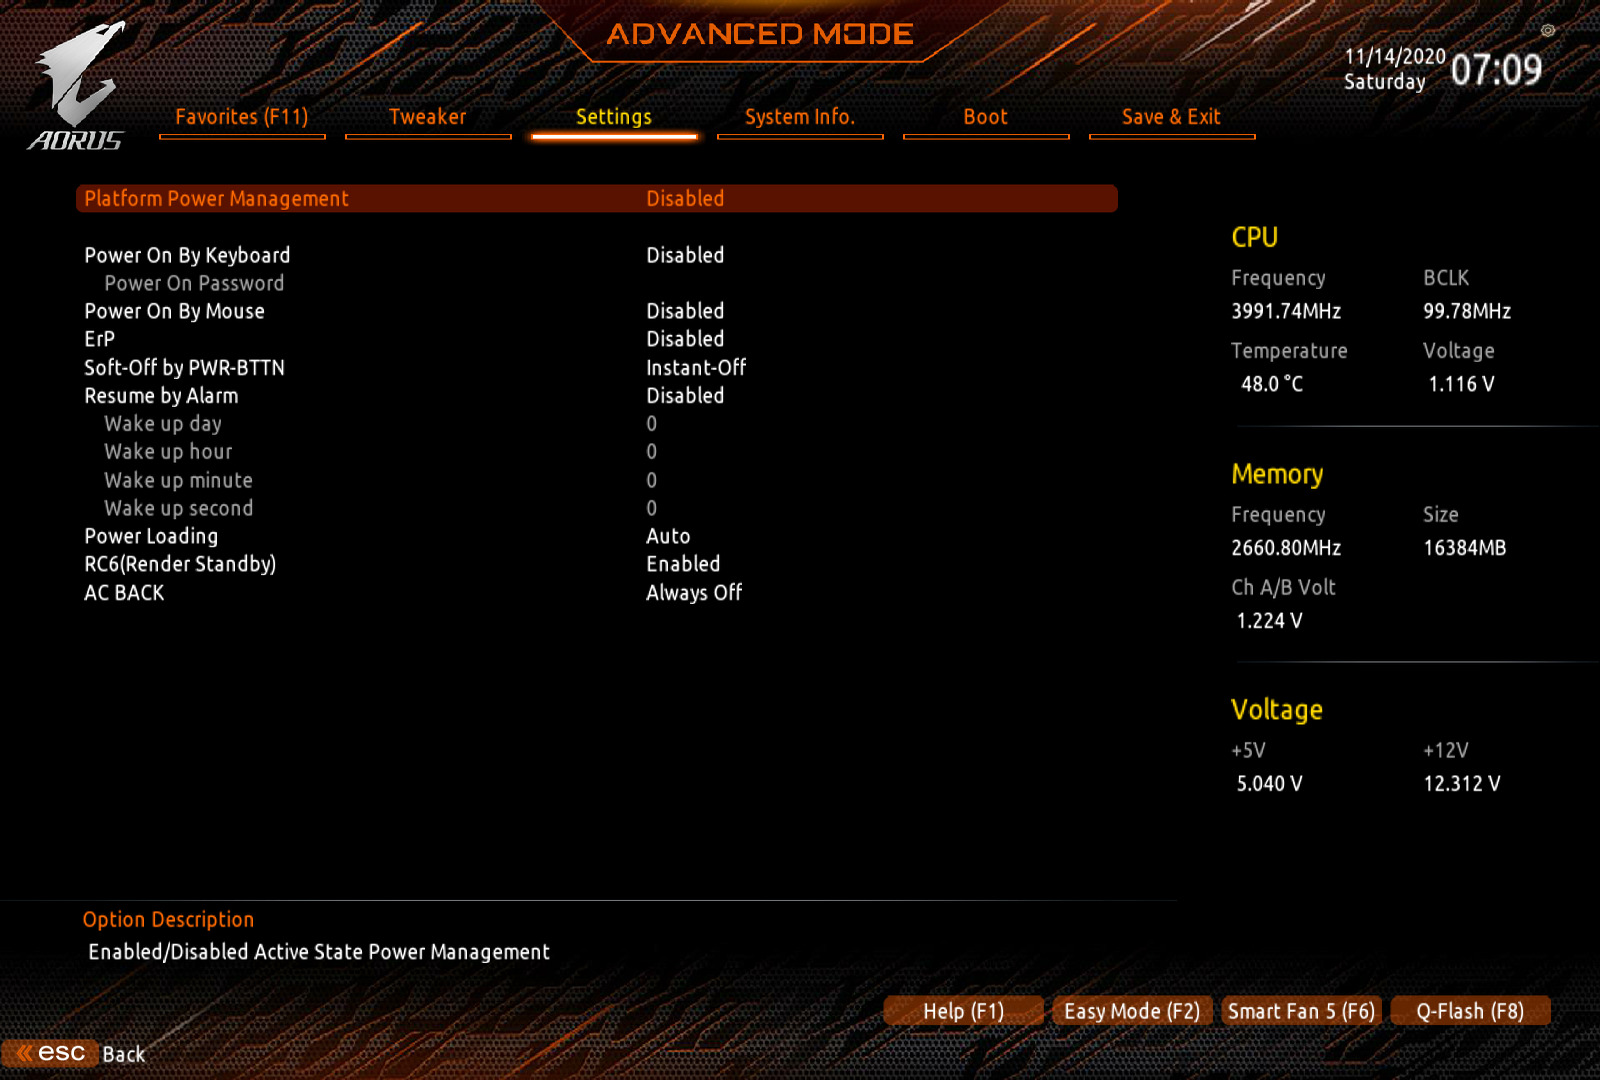 ADVANCED MODE
11/14/2020
Saturday
07:09
AORUS
Favorites (F11) Tweaker Settings System Info. Boot Save & Exit
Platform Power Management Disabled
Power On By Keyboard Disabled
Power On Password
Power On By Mouse Disabled
ErP Disabled
Soft-Off by PWR-BTTN Instant-Off
Resume by Alarm Disabled
Wake up day 0
Wake up hour 0
Wake up minute 0
Wake up second 0
Power Loading Auto
RC6(Render Standby) Enabled
AC BACK Always Off
CPU
Frequency BCLK
3991.74MHz 99.78MHz
Temperature Voltage
48.0 °C 1.116 V
Memory
Frequency Size
2660.80MHz 16384MB
Ch A/B Volt
1.224 V
Voltage
+5V +12V
5.040 V 12.312 V
Option Description
Enabled/Disabled Active State Power Management
Help (F1) Easy Mode (F2) Smart Fan 5 (F6) Q-Flash (F8)
esc Back